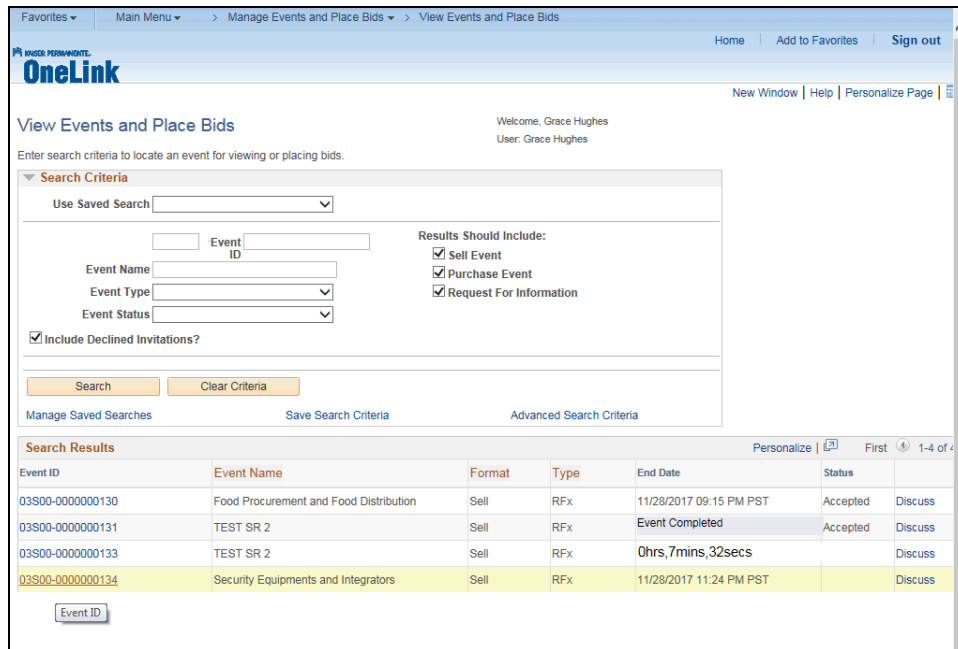 Favorites Main Menu > Manage Events and Place Bids > View Events and Place Bids
Home Add to Favorites Sign out
KAISER PERMANENTE.
OneLink
New Window | Help | Personalize Page |
View Events and Place Bids
Welcome, Grace Hughes
User: Grace Hughes
Enter search criteria to locate an event for viewing or placing bids.
Search Criteria
Use Saved Search
Event ID
Results Should Include:
Sell Event
Event Name
Purchase Event
Event Type
Request For Information
Event Status
Include Declined Invitations?
Search Clear Criteria
Manage Saved Searches Save Search Criteria Advanced Search Criteria
Search Results Personalize | First 1-4 of 4
Event ID Event Name Format Type End Date Status
03S00-0000000130 Food Procurement and Food Distribution Sell RFx 11/28/2017 09:15 PM PST Accepted Discuss
03S00-0000000131 TEST SR 2 Sell RFx Event Completed Accepted Discuss
03S00-0000000133 TEST SR 2 Sell RFx 0hrs,7mins,32secs Discuss
03S00-0000000134 Security Equipments and Integrators Sell RFx 11/28/2017 11:24 PM PST Discuss
Event ID